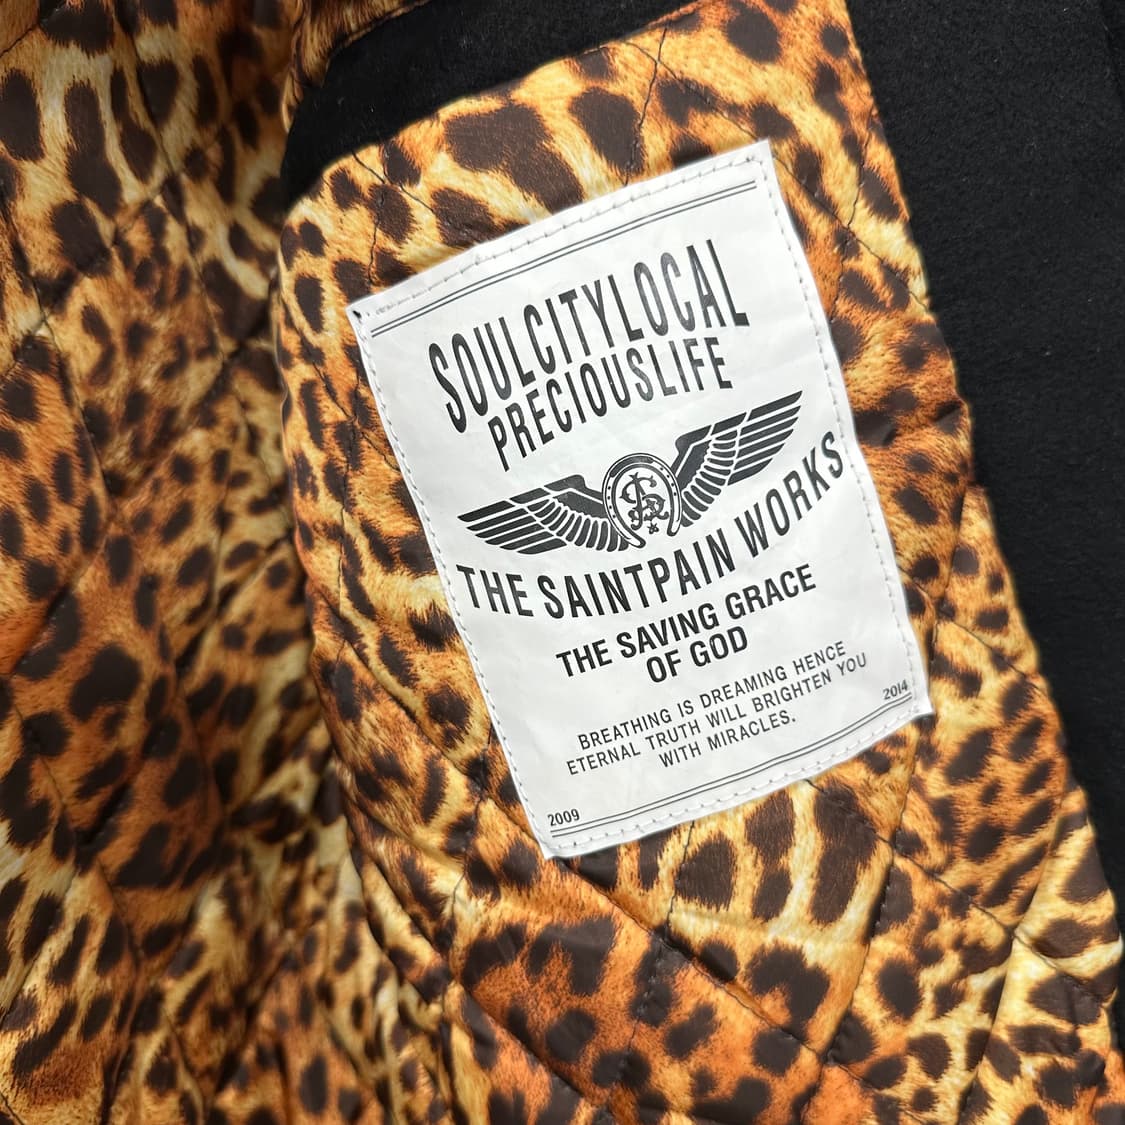 SOULCITYLOCAL
PRECIOUSLIFE
THE SAINTPAIN WORKS
THE SAVING GRACE
OF GOD
BREATHING IS DREAMING HENCE
ETERNAL TRUTH WILL BRIGHTEN YOU
WITH MIRACLES.
2009
2014